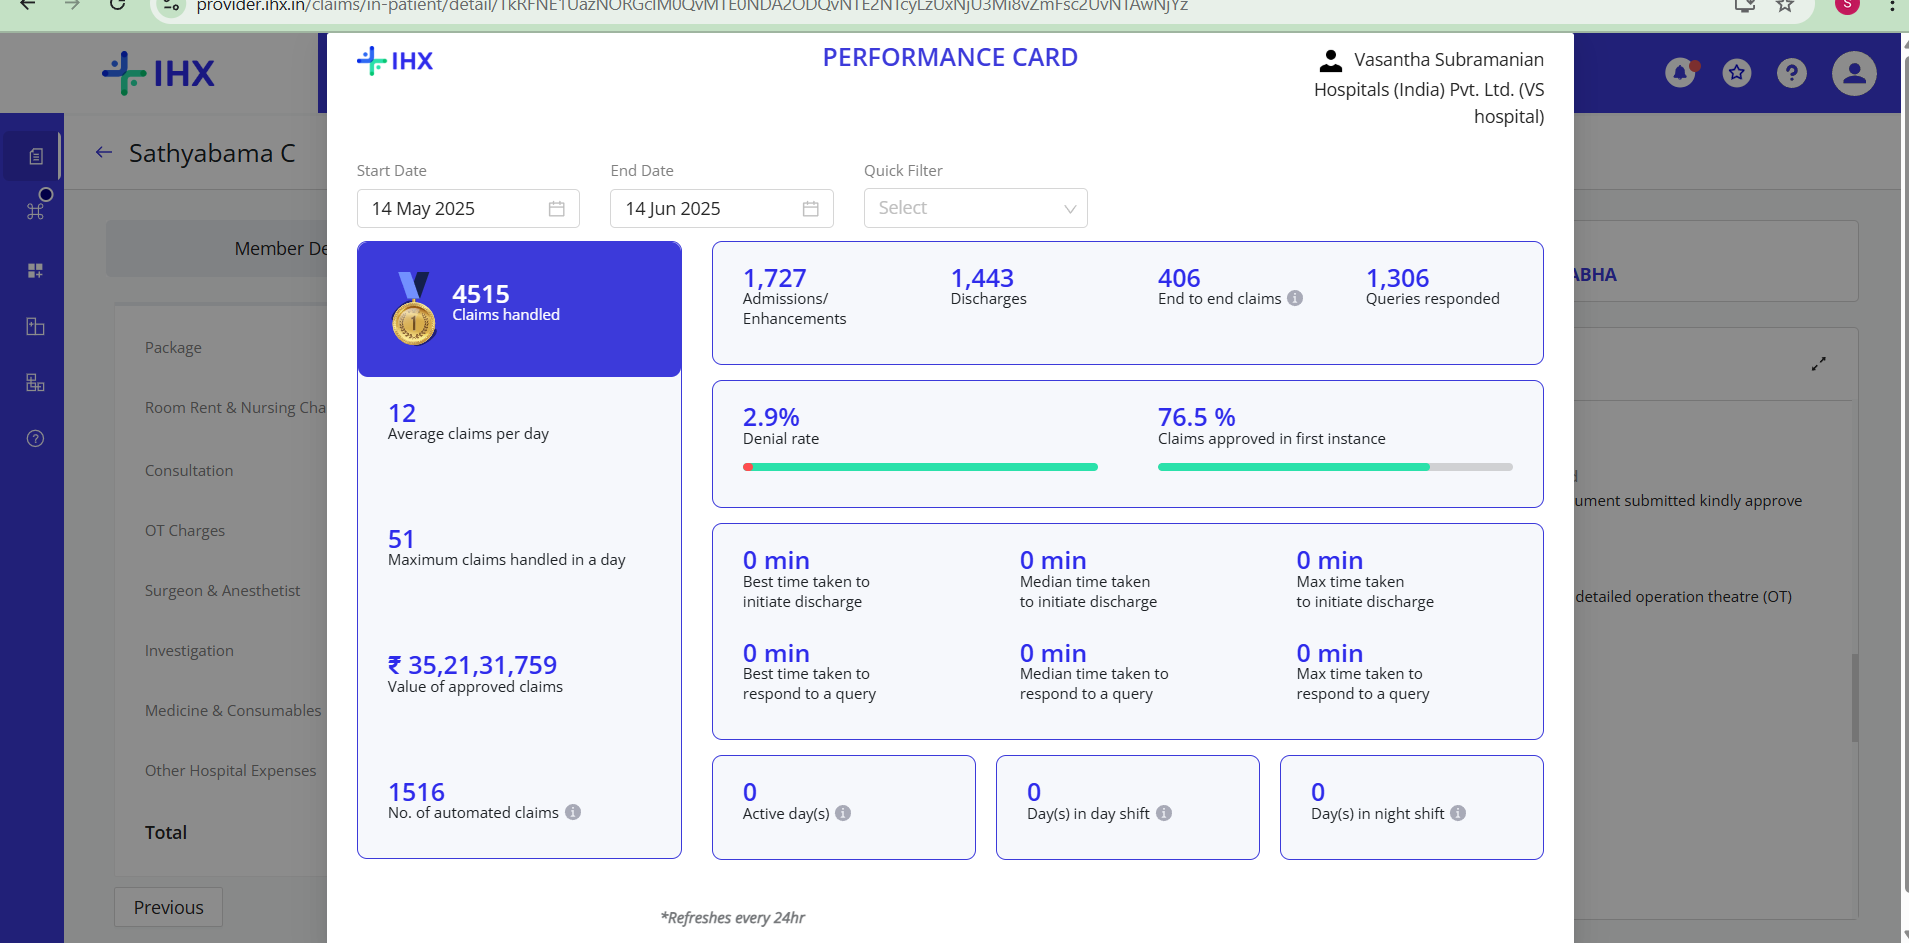 provider.ihx.in/claims/in-patient/detail/
IHX
Sathyabama C
Member De
Package
Room Rent & Nursing Cha
Consultation
OT Charges
Surgeon & Anesthetist
Investigation
Medicine & Consumables
Other Hospital Expenses
Total
Previous
IHX
PERFORMANCE CARD
Vasantha Subramanian
Hospitals (India) Pvt. Ltd. (VS
hospital)
Start Date
14 May 2025
End Date
14 Jun 2025
Quick Filter
Select
1
4515
Claims handled
12
Average claims per day
51
Maximum claims handled in a day
₹ 35,21,31,759
Value of approved claims
1516
No. of automated claims
1,727
Admissions/
Enhancements
1,443
Discharges
406
End to end claims
1,306
Queries responded
2.9%
Denial rate
76.5 %
Claims approved in first instance
0 min
Best time taken to
initiate discharge
0 min
Median time taken
to initiate discharge
0 min
Max time taken
to initiate discharge
0 min
Best time taken to
respond to a query
0 min
Median time taken to
respond to a query
0 min
Max time taken to
respond to a query
0
Active day(s)
0
Day(s) in day shift
0
Day(s) in night shift
*Refreshes every 24hr
S
ABHA
ument submitted kindly approve
detailed operation theatre (OT)